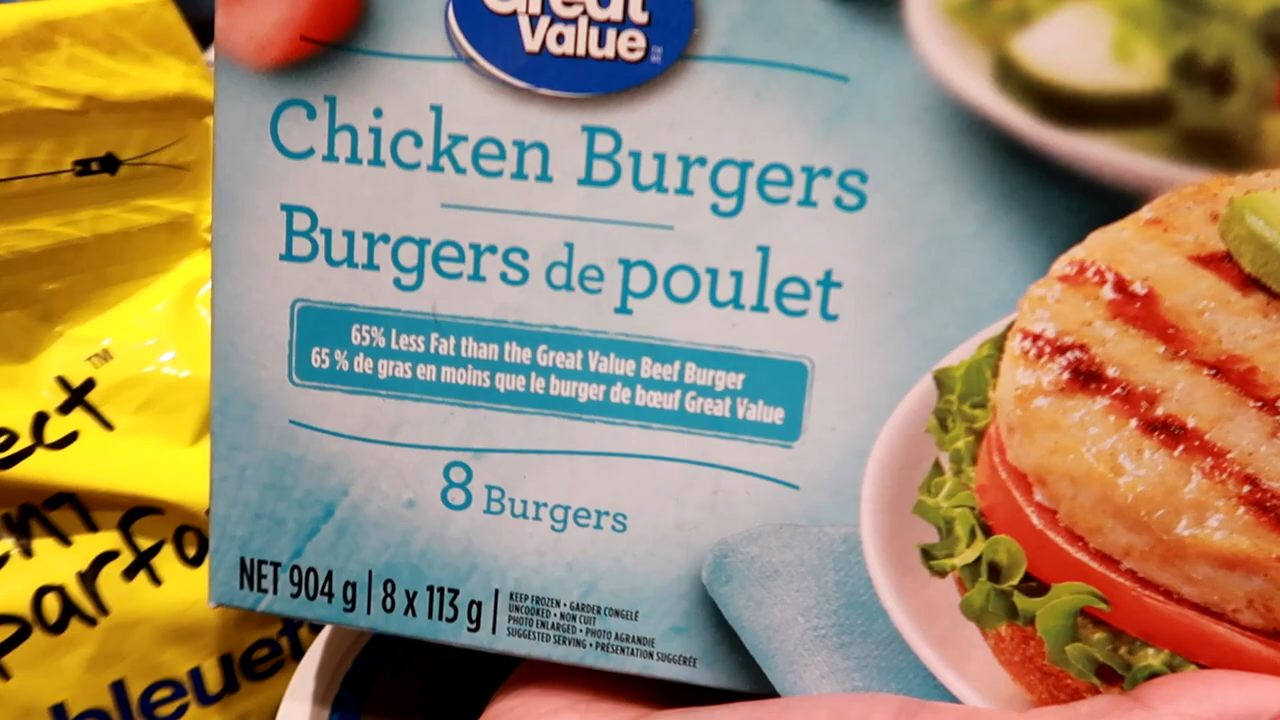 Great
Value
Chicken Burgers
Burgers de poulet
65% Less Fat than the Great Value Beef Burger
65 % de gras en moins que le burger de bœuf Great Value
8 Burgers
NET 904 g | 8 x 113 g |
KEEP FROZEN • GARDER CONGELÉ
UNCOOKED • NON CUIT
PHOTO ENLARGED • PHOTO AGRANDIE
SUGGESTED SERVING • PRÉSENTATION SUGGÉRÉE
ect™
parfa
bleuet